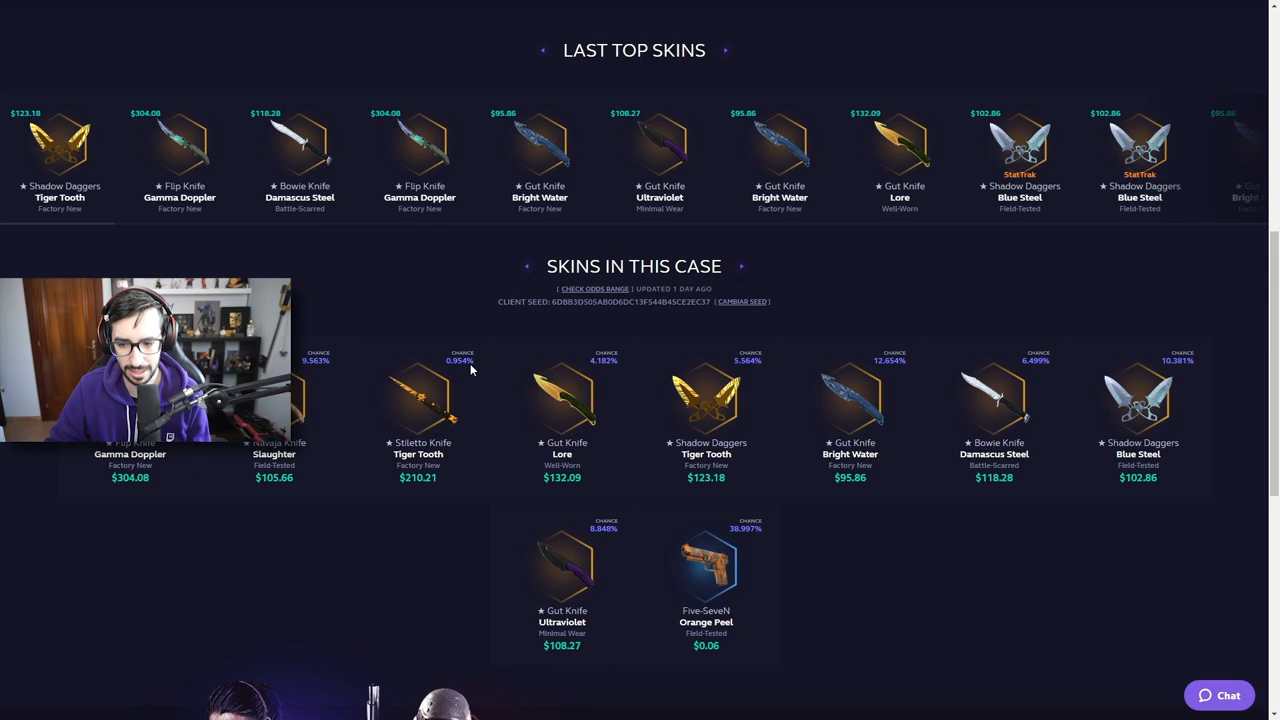 LAST TOP SKINS
$123.18
★ Shadow Daggers
Tiger Tooth
Factory New
$304.08
★ Flip Knife
Gamma Doppler
Factory New
$118.28
★ Bowie Knife
Damascus Steel
Battle-Scarred
$304.08
★ Flip Knife
Gamma Doppler
Factory New
$95.86
★ Gut Knife
Bright Water
Factory New
$108.27
★ Gut Knife
Ultraviolet
Minimal Wear
$95.86
★ Gut Knife
Bright Water
Factory New
$132.09
★ Gut Knife
Lore
Well-Worn
$102.86
StatTrak
★ Shadow Daggers
Blue Steel
Field-Tested
$102.86
StatTrak
★ Shadow Daggers
Blue Steel
Field-Tested
$95.86
★ Gut
Bright
SKINS IN THIS CASE
[ CHECK ODDS RANGE ] UPDATED 1 DAY AGO
CLIENT SEED: 6DBB3D505AB0D6DC13F544B45CE2EC37 [ CAMBIAR SEED ]
★ Flip Knife
Gamma Doppler
Factory New
$304.08
CHANCE
9.563%
★ Navaja Knife
Slaughter
Field-Tested
$105.66
CHANCE
0.954%
★ Stiletto Knife
Tiger Tooth
Factory New
$210.21
CHANCE
4.182%
★ Gut Knife
Lore
Well-Worn
$132.09
CHANCE
5.564%
★ Shadow Daggers
Tiger Tooth
Factory New
$123.18
CHANCE
12.654%
★ Gut Knife
Bright Water
Factory New
$95.86
CHANCE
6.499%
★ Bowie Knife
Damascus Steel
Battle-Scarred
$118.28
CHANCE
10.381%
★ Shadow Daggers
Blue Steel
Field-Tested
$102.86
CHANCE
8.848%
★ Gut Knife
Ultraviolet
Minimal Wear
$108.27
CHANCE
38.997%
Five-SeveN
Orange Peel
Field-Tested
$0.06
Chat